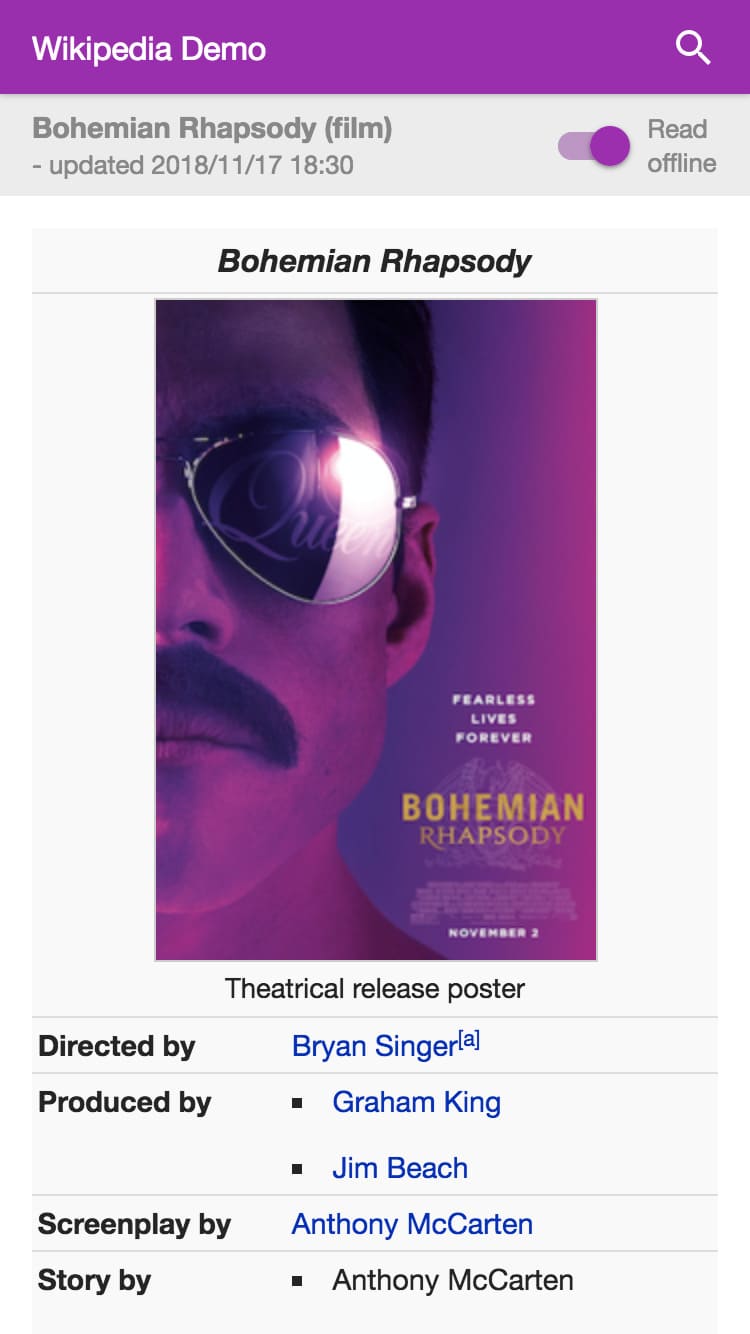 Wikipedia Demo
Bohemian Rhapsody (film)
- updated 2018/11/17 18:30
Read
offline
Bohemian Rhapsody
Queen
FEARLESS
LIVES
FOREVER
BOHEMIAN
RHAPSODY
NOVEMBER 2
Theatrical release poster
Directed by Bryan Singer[a]
Produced by ▪ Graham King
▪ Jim Beach
Screenplay by Anthony McCarten
Story by ▪ Anthony McCarten